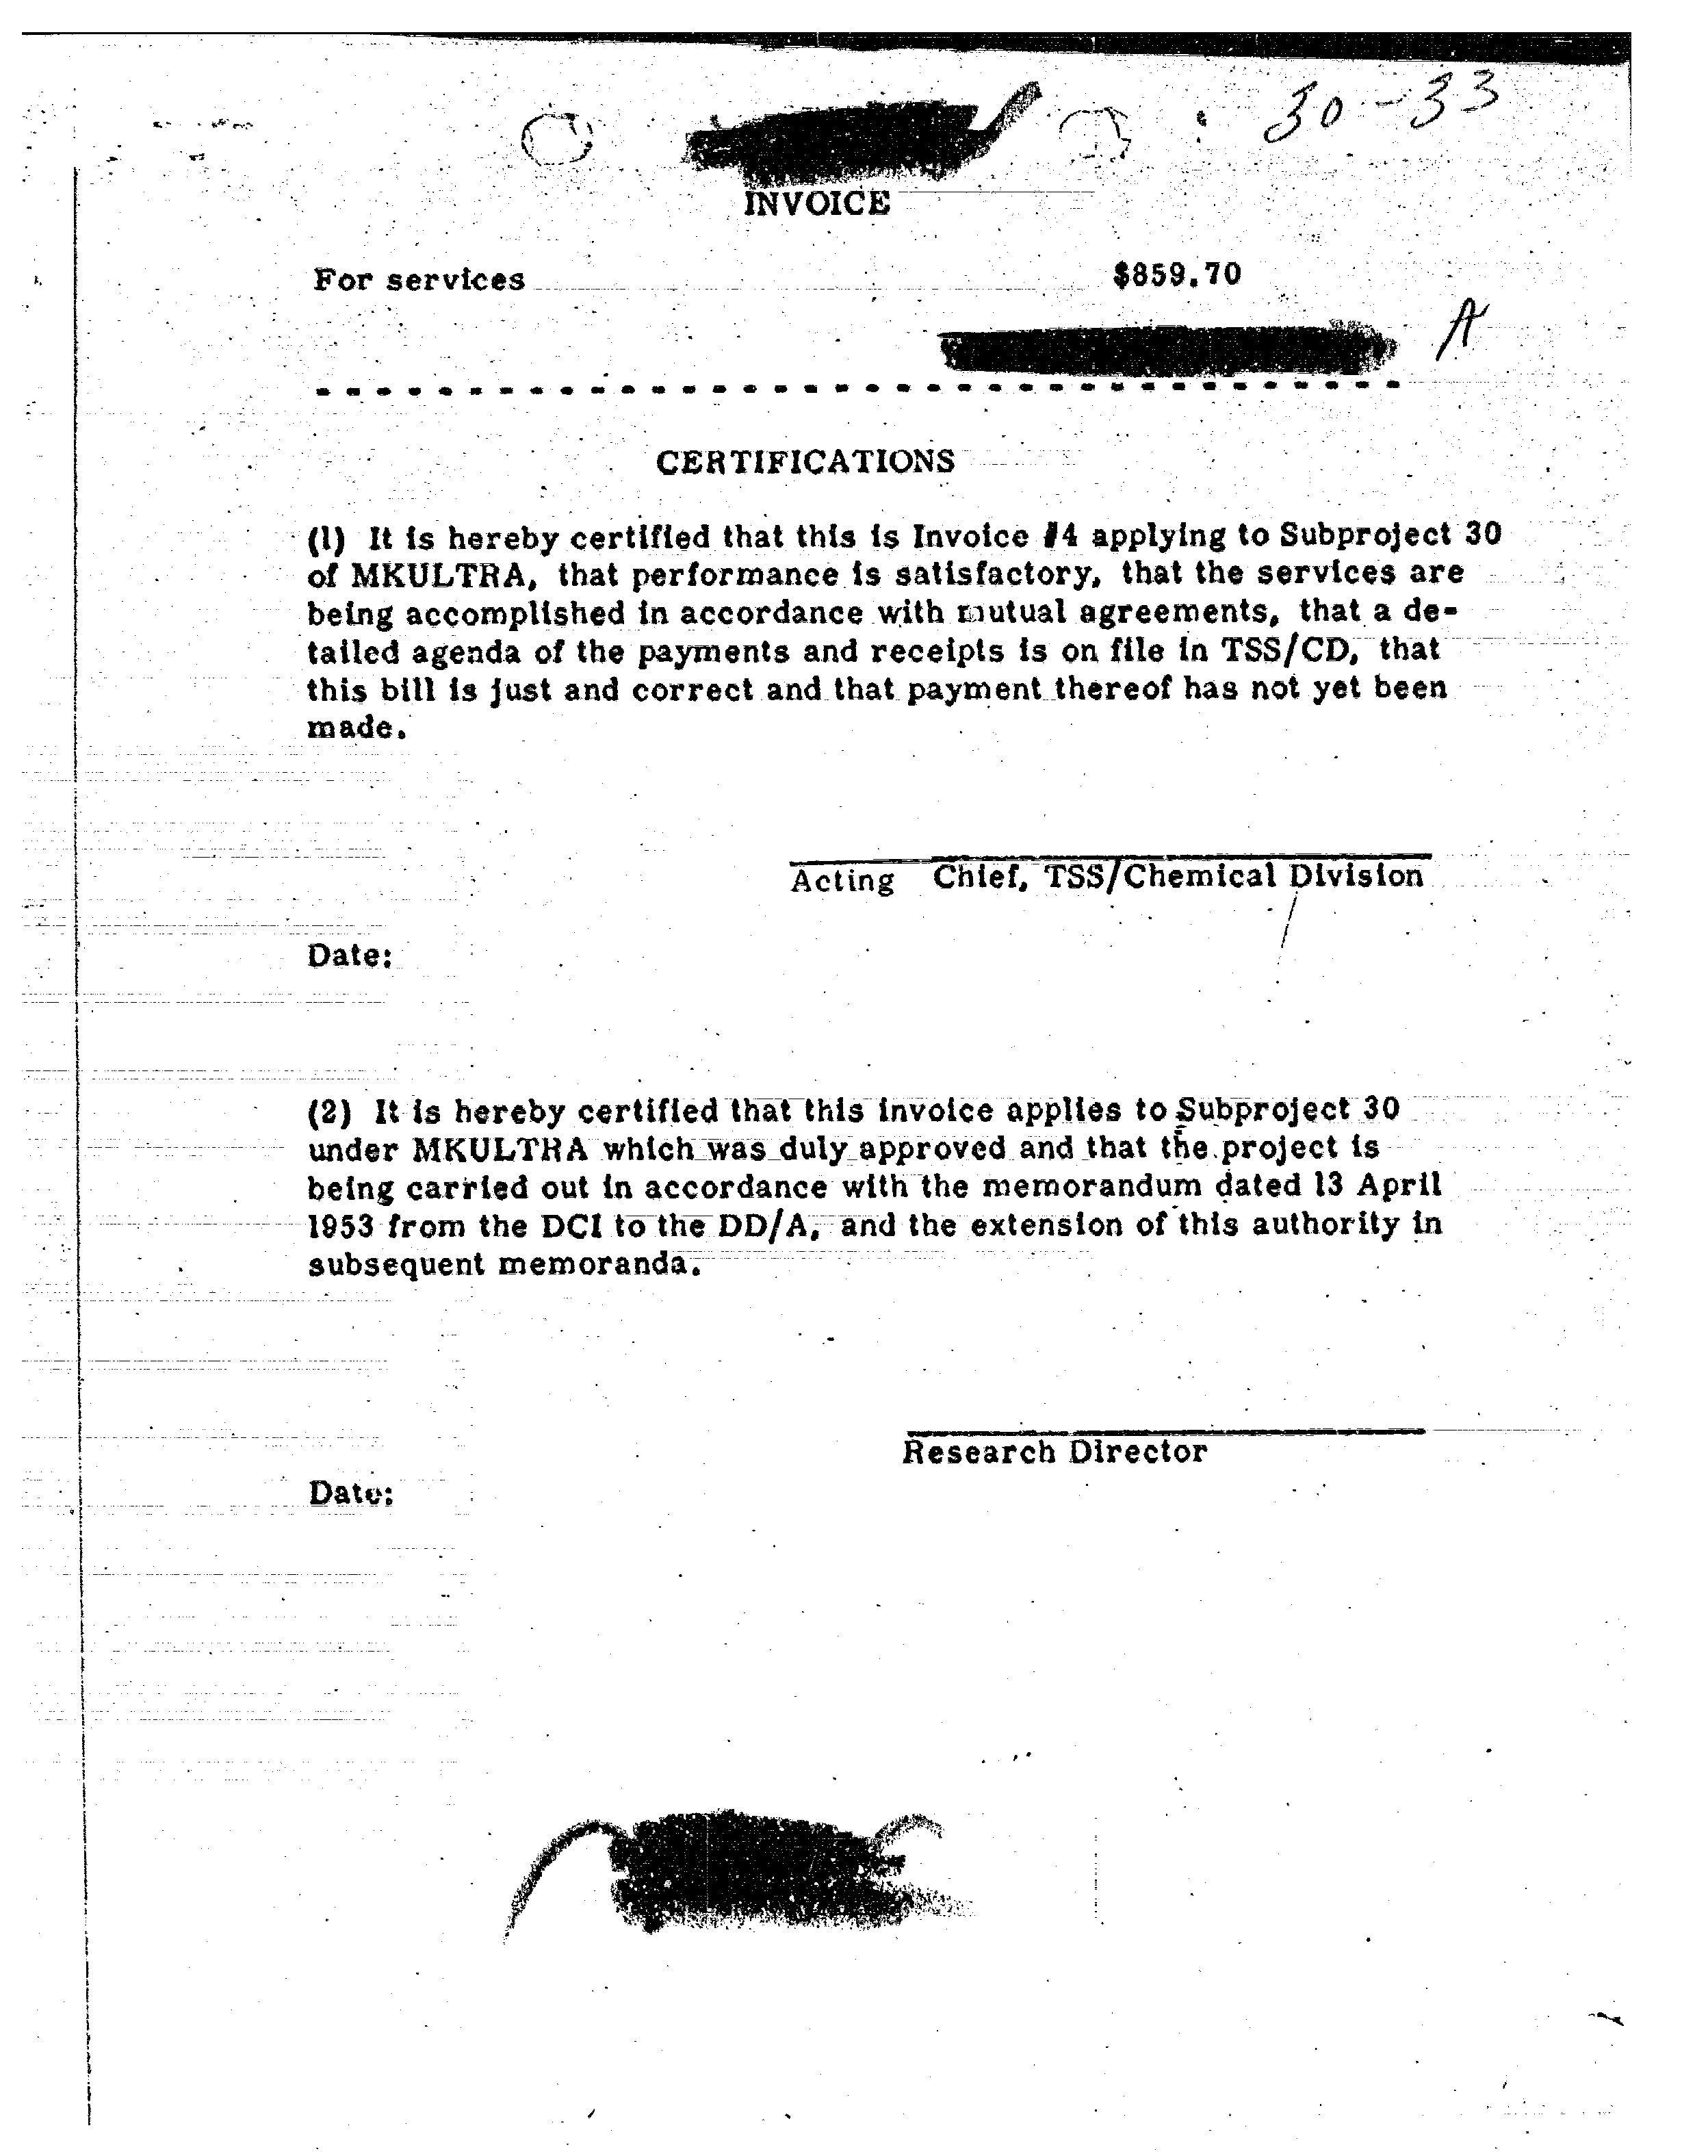 30-33
INVOICE
For services $859.70
A
CERTIFICATIONS
(1) It is hereby certified that this is Invoice #4 applying to Subproject 30
of MKULTRA, that performance is satisfactory, that the services are
being accomplished in accordance with mutual agreements, that a de-
tailed agenda of the payments and receipts is on file in TSS/CD, that
this bill is just and correct and that payment thereof has not yet been
made.
Acting Chief, TSS/Chemical Division
Date:
(2) It is hereby certified that this invoice applies to Subproject 30
under MKULTRA which was duly approved and that the project is
being carried out in accordance with the memorandum dated 13 April
1953 from the DCI to the DD/A, and the extension of this authority in
subsequent memoranda.
Research Director
Date: